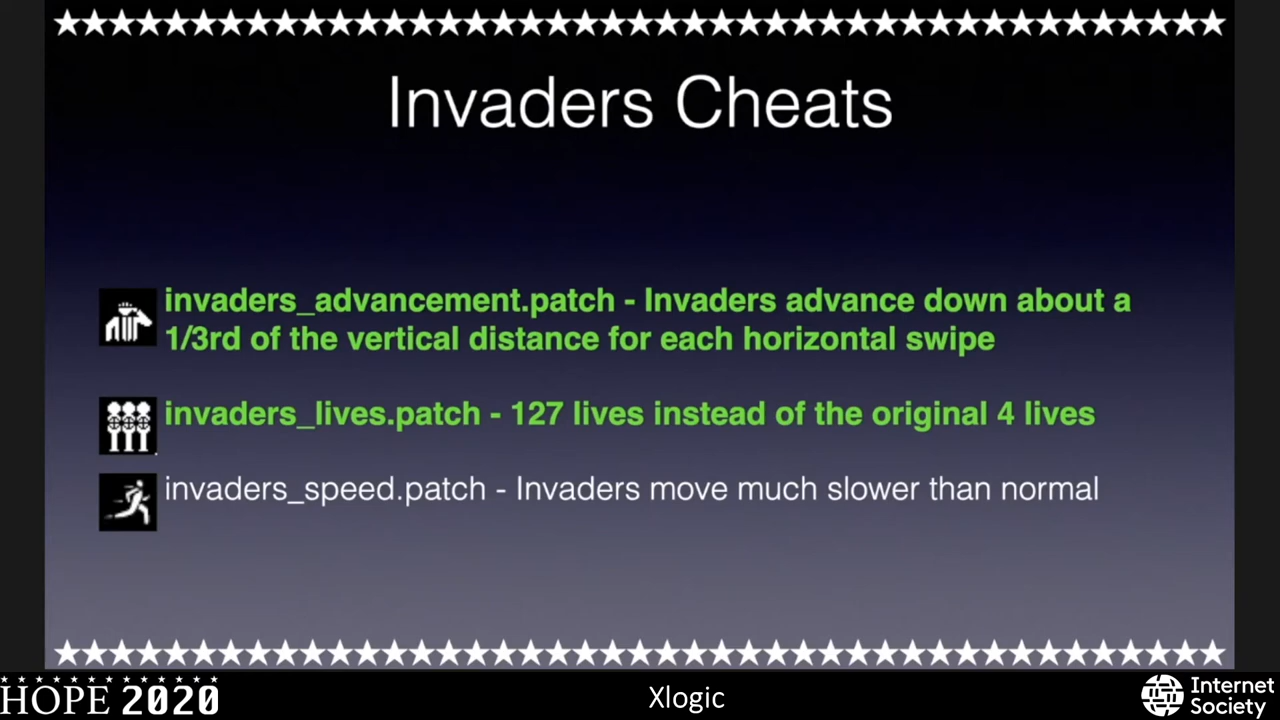 Invaders Cheats
invaders_advancement.patch - Invaders advance down about a
1/3rd of the vertical distance for each horizontal swipe
invaders_lives.patch - 127 lives instead of the original 4 lives
invaders_speed.patch - Invaders move much slower than normal
HOPE 2020
Xlogic
Internet
Society